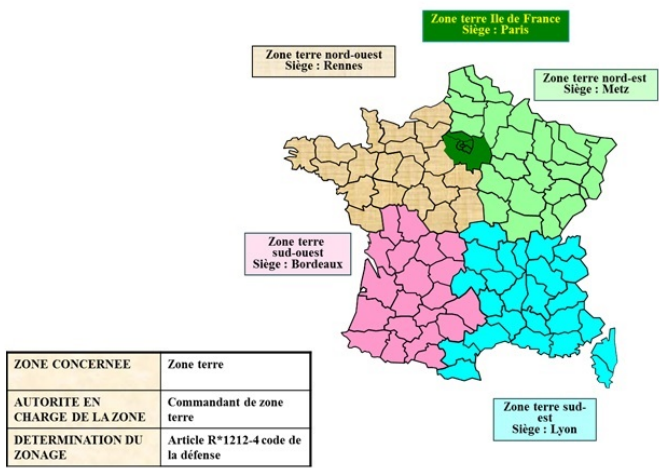 Zone terre Ile de France
Siège : Paris
Zone terre nord-ouest
Siège : Rennes
Zone terre nord-est
Siège : Metz
Zone terre
sud-ouest
Siège : Bordeaux
ZONE CONCERNEE
Zone terre
AUTORITE EN
CHARGE DE LA ZONE
Commandant de zone
terre
DETERMINATION DU
ZONAGE
Article R*1212-4 code de
la défense
Zone terre sud-
est
Siège : Lyon